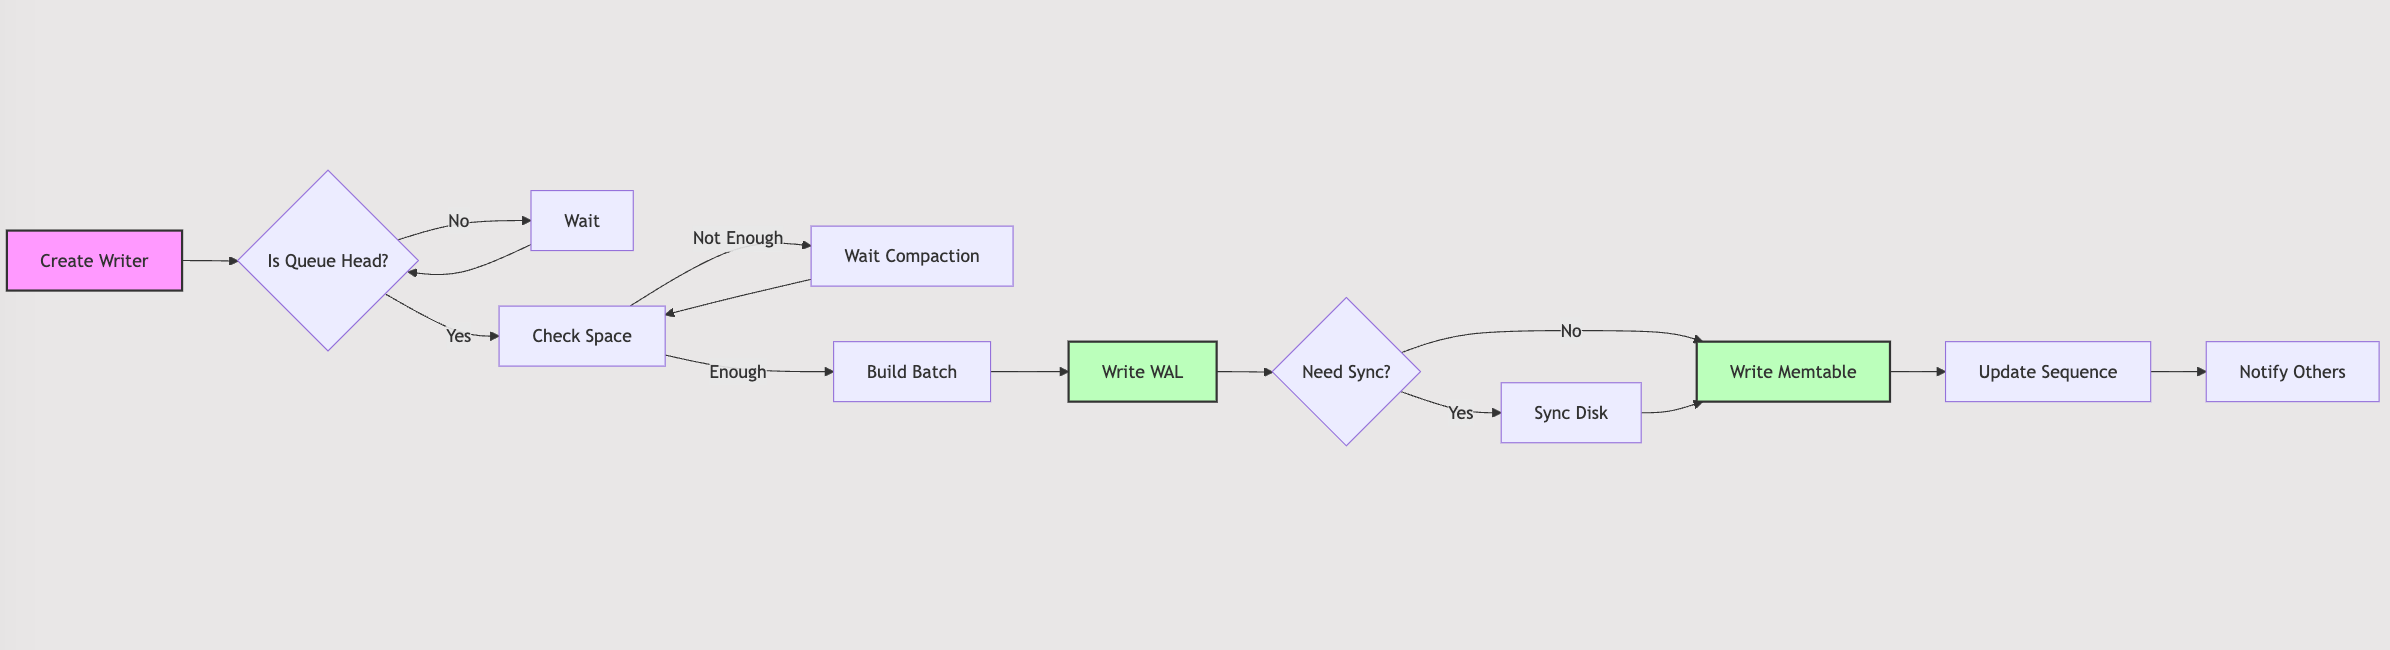 Create Writer
Is Queue Head?
No
Wait
Yes
Check Space
Not Enough
Wait Compaction
Enough
Build Batch
Write WAL
Need Sync?
No
Yes
Sync Disk
Write Memtable
Update Sequence
Notify Others